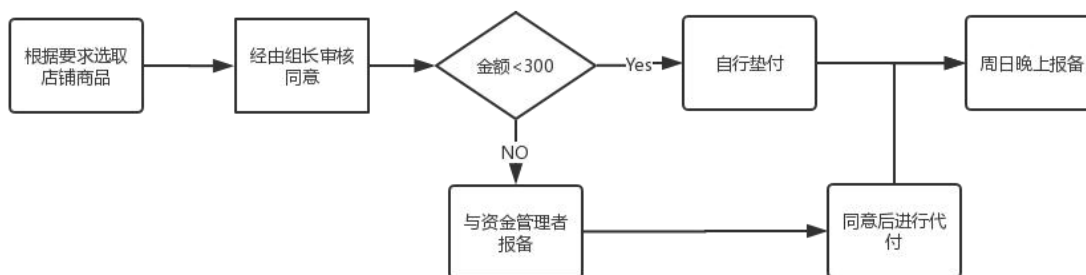 根据要求选取
店铺商品
经由组长审核
同意
金额<300
Yes
自行垫付
周日晚上报备
NO
与资金管理者
报备
同意后进行代
付